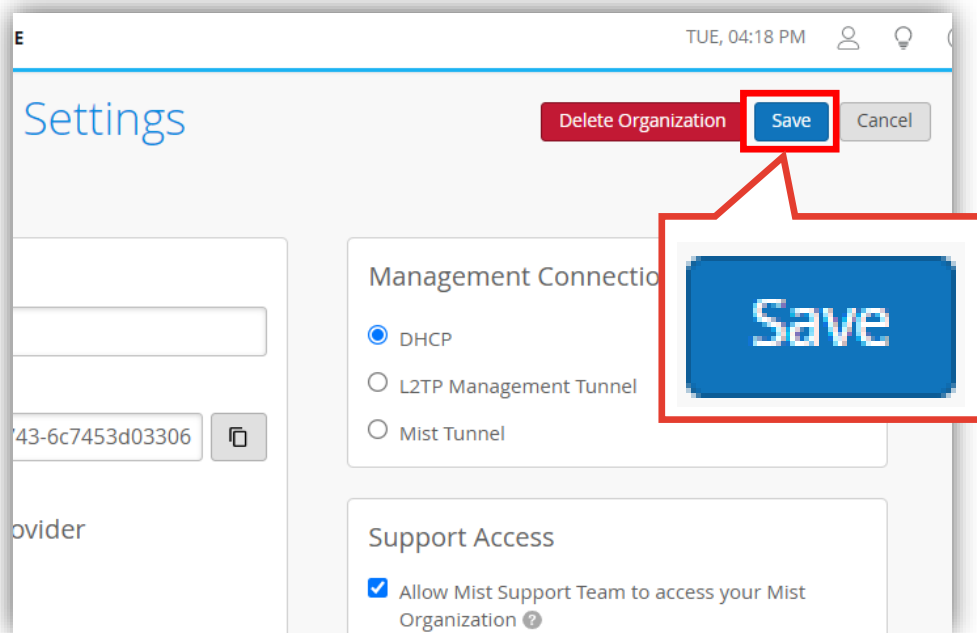 E
TUE, 04:18 PM
Settings
Delete Organization
Save
Cancel
Save
Management Connectio
DHCP
L2TP Management Tunnel
Mist Tunnel
43-6c7453d03306
ovider
Support Access
Allow Mist Support Team to access your Mist
Organization ?